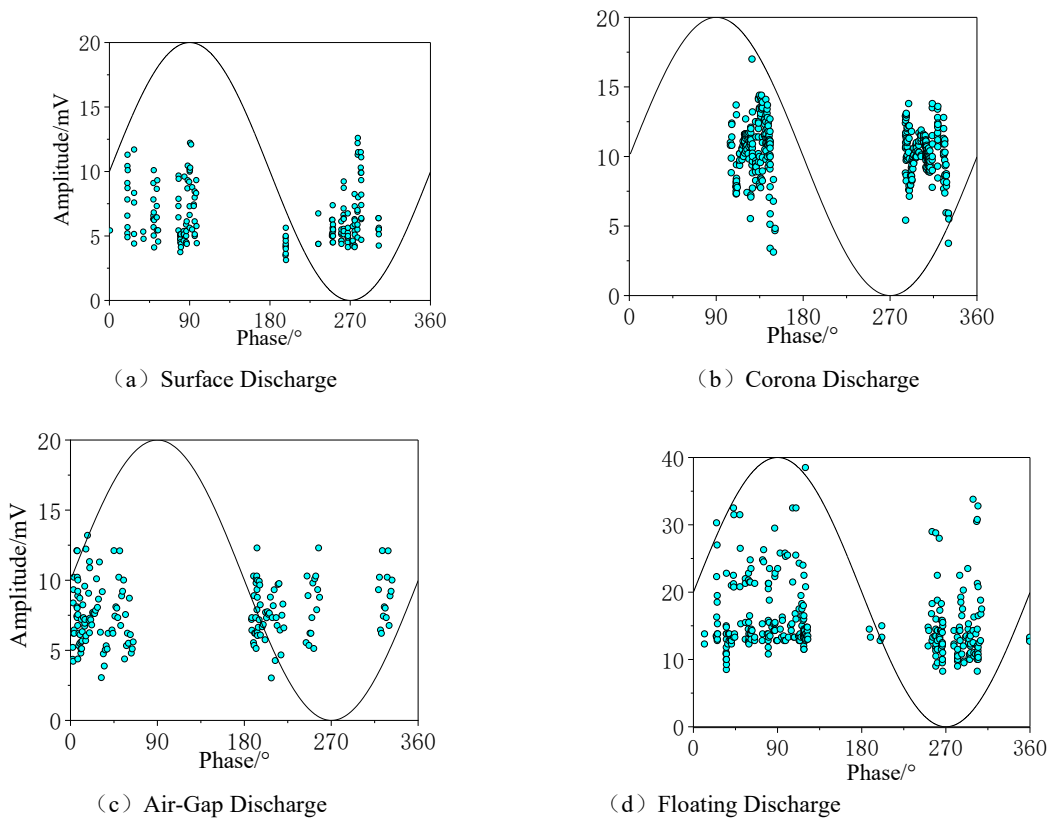 20
15
10
5
0
Amplitude/mV
0 90 180 270 360
Phase/°
（a）Surface Discharge
20
15
10
5
0
0 90 180 270 360
Phase/°
（b）Corona Discharge
20
15
10
5
0
Amplitude/mV
0 90 180 270 360
Phase/°
（c）Air-Gap Discharge
40
30
20
10
0
0 90 180 270 360
Phase/°
（d）Floating Discharge